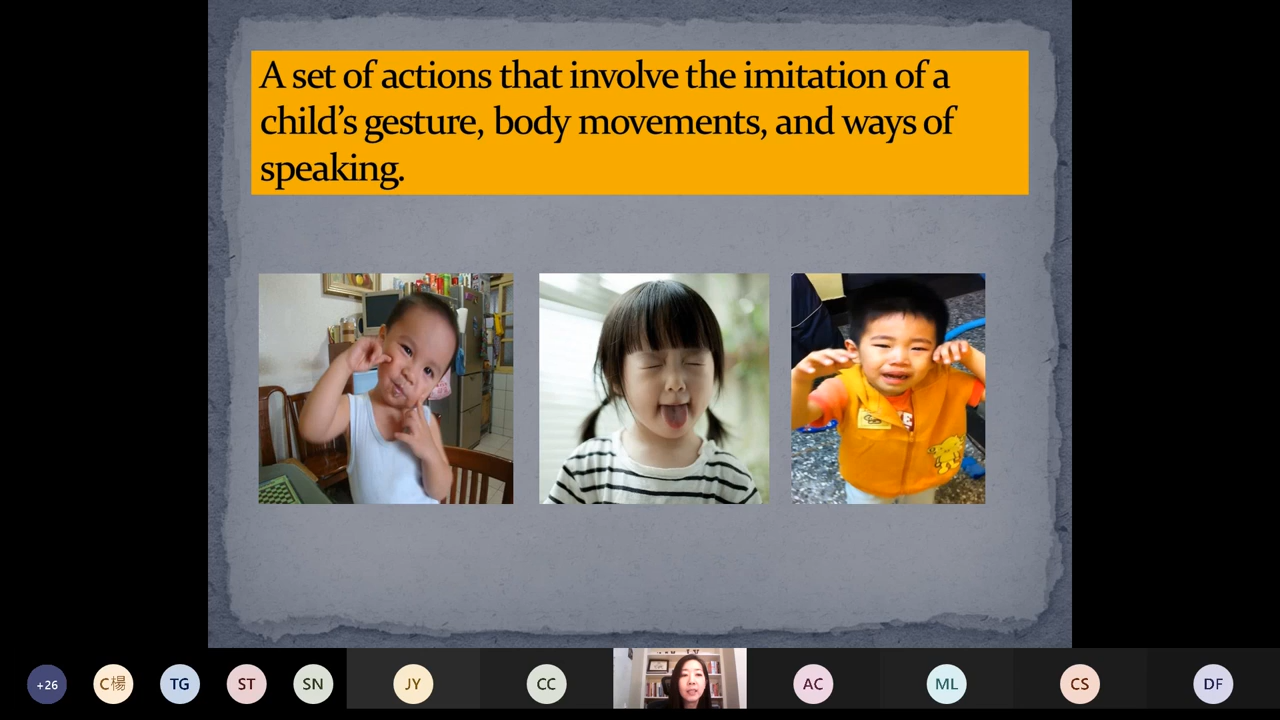 A set of actions that involve the imitation of a
child’s gesture, body movements, and ways of
speaking.
+26
C楊
TG
ST
SN
JY
CC
AC
ML
CS
DF